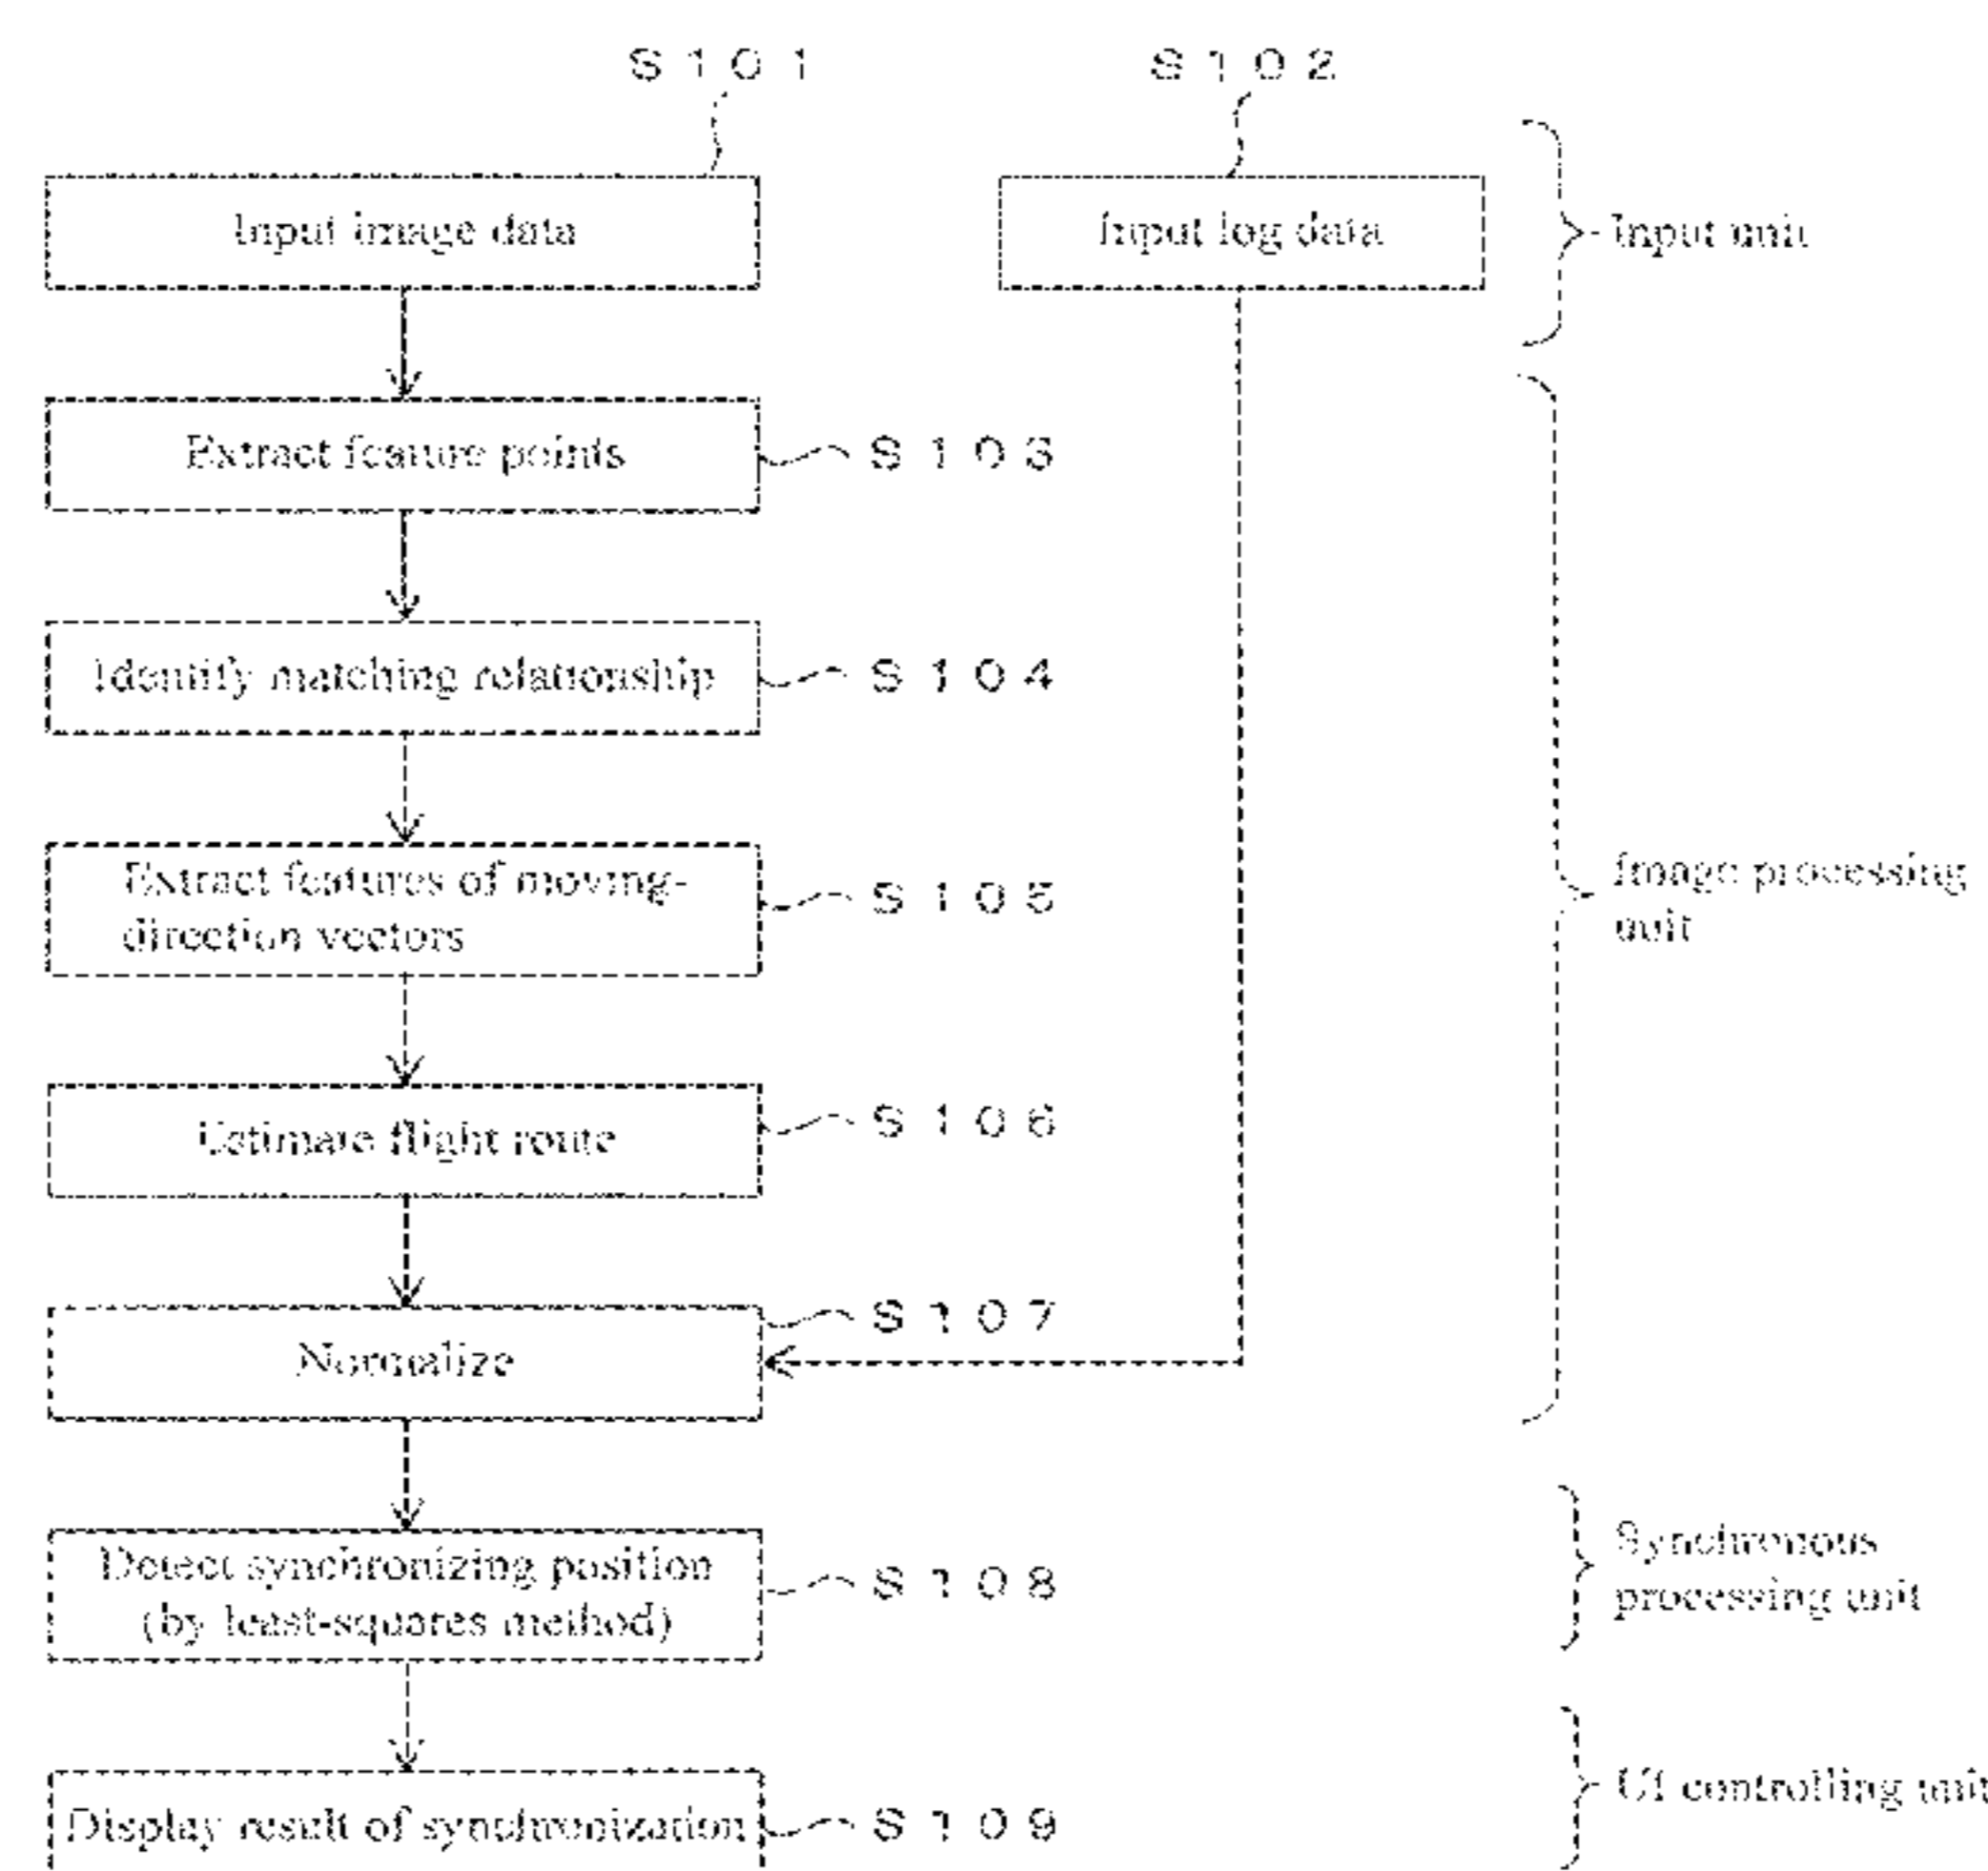 S101
S102
Input image data
Input log data
Input unit
Extract feature points
S103
Identify matching relationship
S104
Extract features of moving-
direction vectors
S105
Image processing
unit
Estimate flight route
S106
S107
Normalize
Detect synchronizing position
(by least-squares method)
S108
Synchronous
processing unit
Display result of synchronization
S109
UI controlling unit